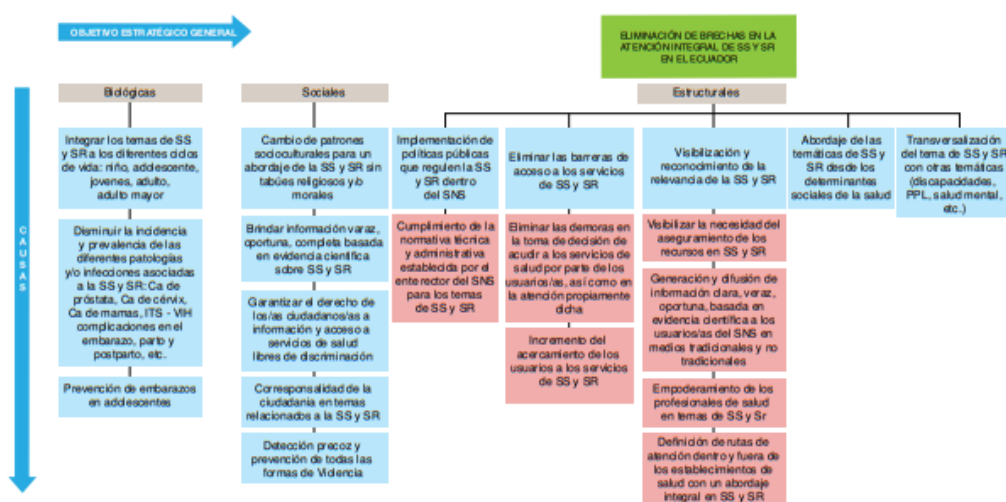 OBJETIVO ESTRATÉGICO GENERAL
ELIMINACIÓN DE BRECHAS EN LA
ATENCIÓN INTEGRAL DE SS Y SR
EN EL ECUADOR
CAUSAS
Biológicas
Integrar los temas de SS
y SR a los diferentes ciclos
de vida: niño, adolescente,
jovenes, adulto,
adulto mayor
Disminuir la incidencia
y prevalencia de las
diferentes patologías
y/o infecciones asociadas
a la SS y SR: Ca de
próstata, Ca de cérvix,
Ca de mamas, ITS - VIH
complicaciones en el
embarazo, parto y
postparto, etc.
Prevención de embarazos
en adolescentes
Sociales
Cambio de patrones
socioculturales para un
abordaje de la SS y SR sin
tabúes religiosos y/o
morales
Brindar información varaz,
oportuna, completa basada
en evidencia científica
sobre SS y SR
Garantizar el derecho de
los/as ciudadanos/as a
información y acceso a
servicios de salud
libres de discriminación
Corresponsalidad de la
ciudadania en temas
relacionados a la SS y SR
Detección precoz y
prevención de todas las
formas de Violencia
Estructurales
Implementación de
políticas públicas
que regulen la SS
y SR dentro
del SNS
Cumplimiento de la
normativa técnica
y administrativa
establecida por el
ente rector del SNS
para los temas
de SS y SR
Eliminar las barreras de
acceso a los servicios
de SS y SR
Eliminar las demoras en
la toma de decisión de
acudir a los servicios de
salud por parte de los
usuarios/as, así como en
la atención propiamente
dicha
Incremento del
acercamiento de los
usuarios a los servicios
de SS y SR
Visibilización y
reconocimiento de la
relevancia de la SS y SR
Visibilizar la necesidad del
aseguramiento de los
recursos en SS y SR
Generación y difusión de
información clara, veraz,
oportuna, basada en
evidencia científica a los
usuarios/as del SNS en
medios tradicionales y no
tradicionales
Empoderamiento de los
profesionales de salud
en temas de SS y Sr
Definición de rutas de
atención dentro y fuera de
los establecimientos de
salud con un abordaje
integral en SS y SR
Abordaje de las
temáticas de SS y
SR desde los
determinantes
sociales de la salud
Transversalización
del tema de SS y SR
con otras temáticas
(discapacidades,
PPL, salud mental,
etc.)